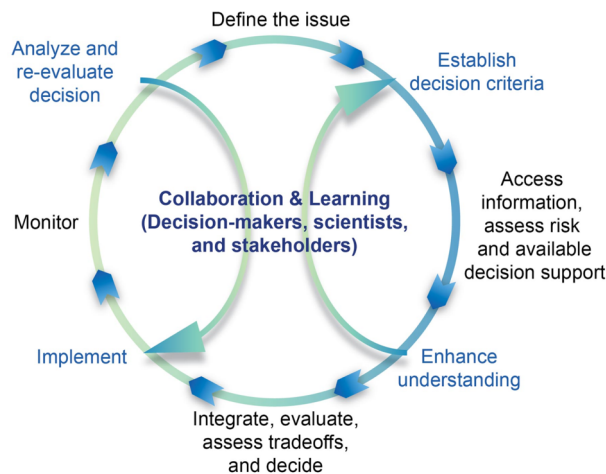 Define the issue
Analyze and
re-evaluate
decision
Establish
decision criteria
Collaboration & Learning
(Decision-makers, scientists,
and stakeholders)
Access
information,
assess risk
and available
decision support
Monitor
Implement
Enhance
understanding
Integrate, evaluate,
assess tradeoffs,
and decide